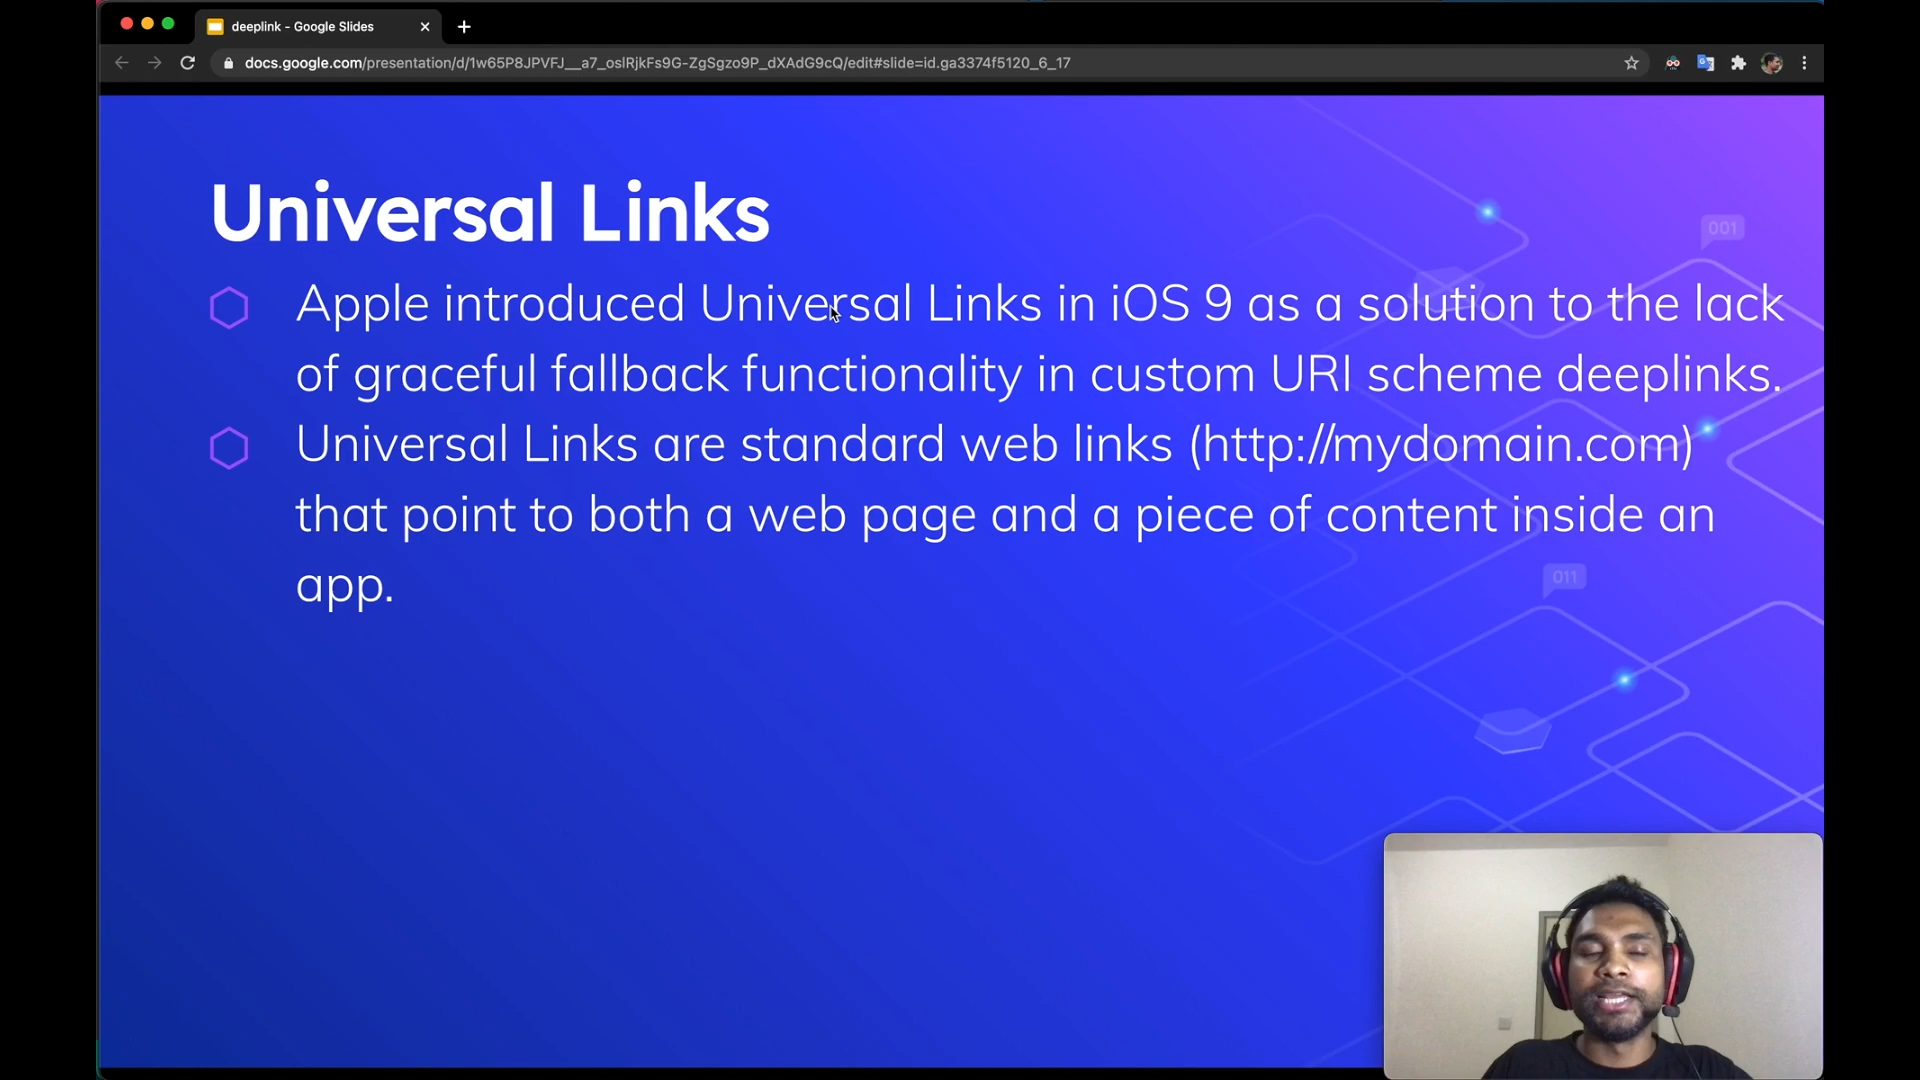 deeplink - Google Slides
docs.google.com/presentation/d/1w65P8JPVFJ__a7_oslRjkFs9G-ZgSgzo9P_dXAdG9cQ/edit#slide=id.ga3374f5120_6_17
Universal Links
001
Apple introduced Universal Links in iOS 9 as a solution to the lack
of graceful fallback functionality in custom URI scheme deeplinks.
Universal Links are standard web links (http://mydomain.com)
that point to both a web page and a piece of content inside an
011
app.